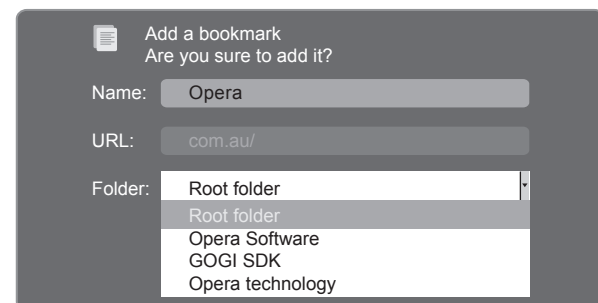 Add a bookmark
Are you sure to add it?
Name: Opera
URL: com.au/
Folder: Root folder
Root folder
Opera Software
GOGI SDK
Opera technology